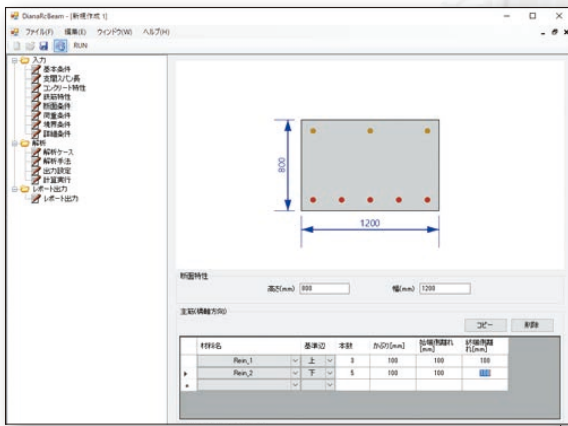 DianaRcBeam - [新規作成 1]
ファイル(F) 編集(E) ウィンドウ(W) ヘルプ(H)
RUN
入力
基本条件
支間スパン長
コンクリート特性
鉄筋特性
断面条件
荷重条件
境界条件
詳細条件
解析
解析ケース
解析手法
出力設定
計算実行
レポート出力
レポート出力
800
1200
断面特性
高さ(mm) 800 幅(mm) 1200
主筋(橋軸方向)
コピー 削除
材料名 基準辺 本数 かぶり[mm] 始端側離れ[mm] 終端側離れ[mm]
Rein_1 上 3 100 100 100
Rein_2 下 5 100 100